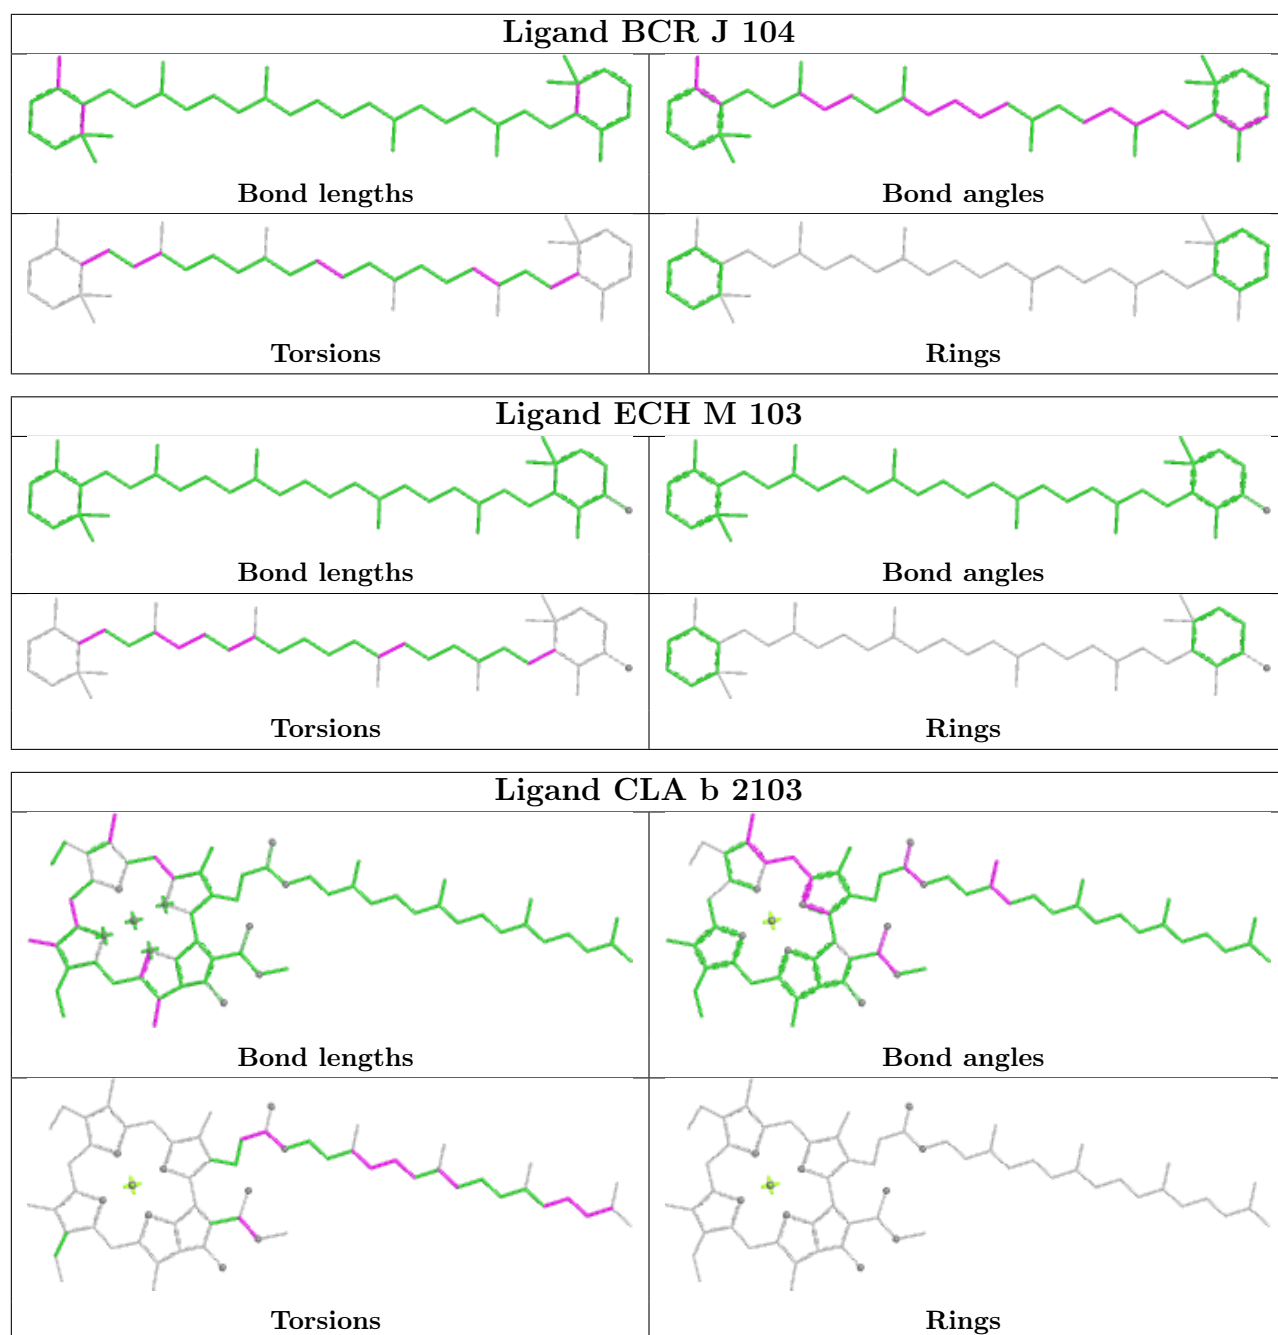 Ligand BCR J 104
Bond lengths
Bond angles
Torsions
Rings
Ligand ECH M 103
Bond lengths
Bond angles
Torsions
Rings
Ligand CLA b 2103
Bond lengths
Bond angles
Torsions
Rings